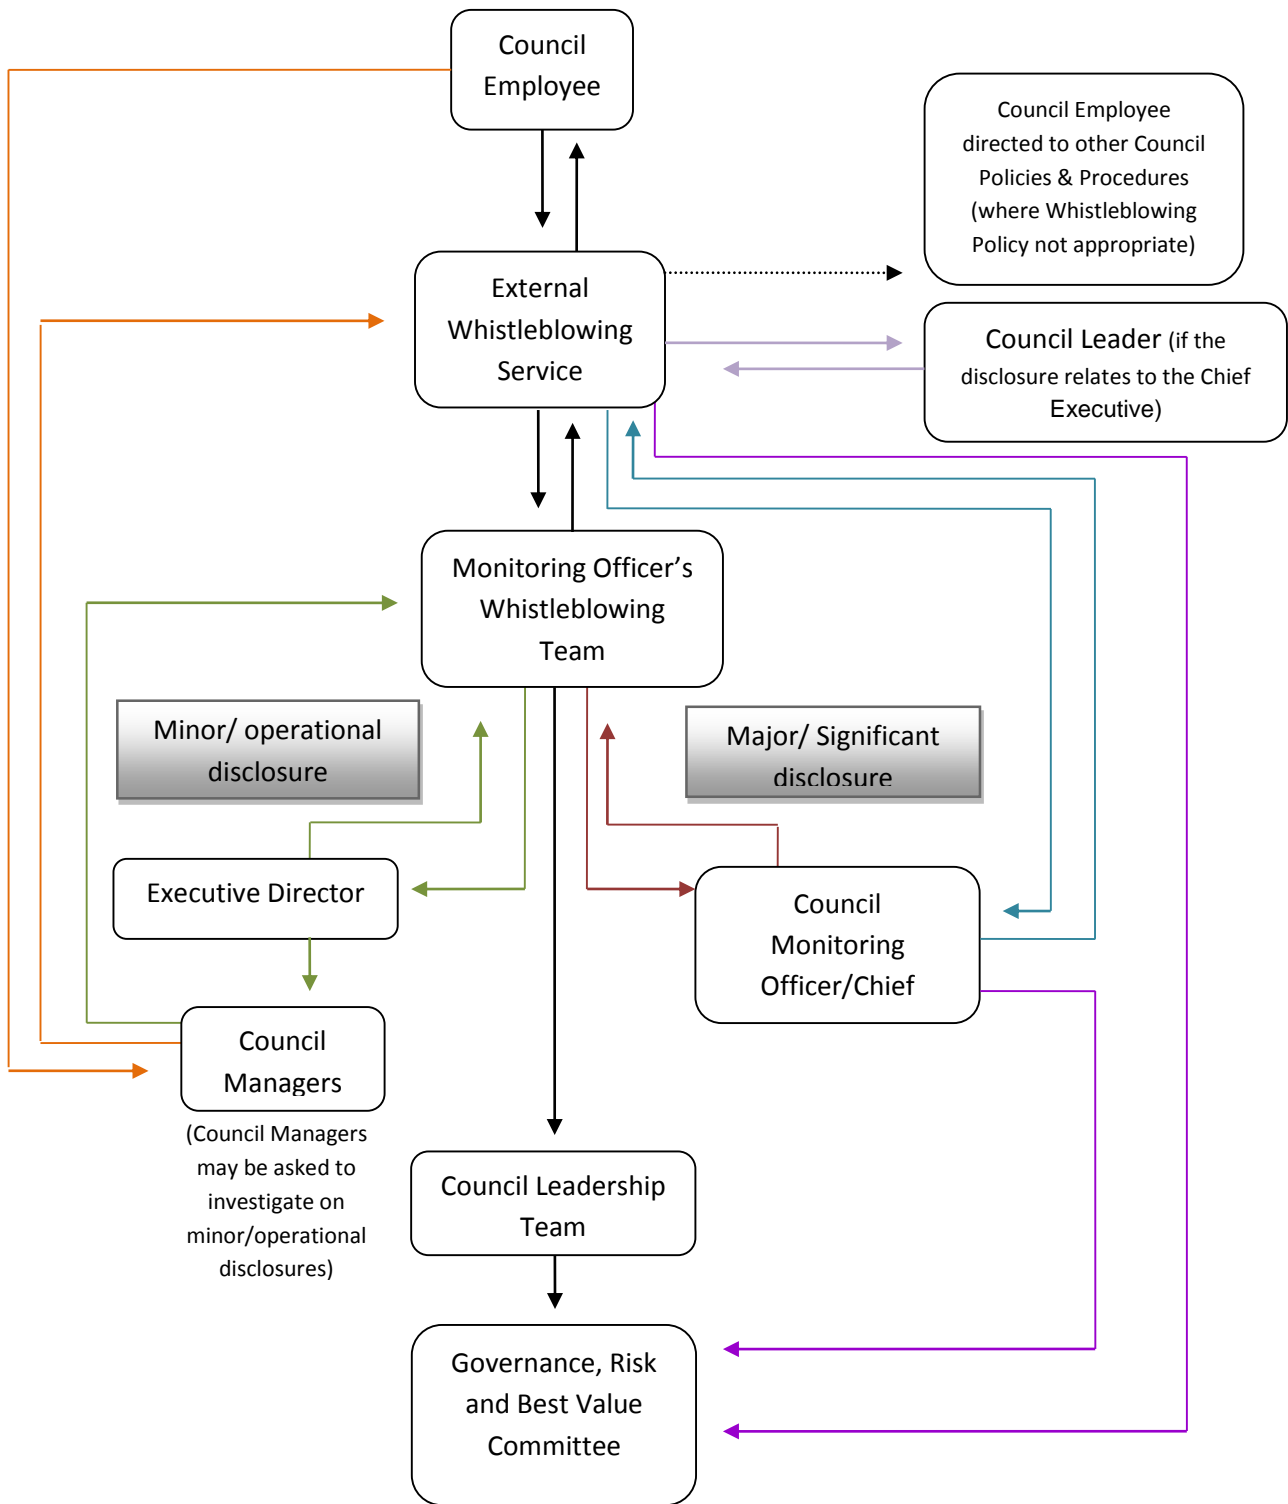 Council
Employee
Council Employee
directed to other Council
Policies & Procedures
(where Whistleblowing
Policy not appropriate)
External
Whistleblowing
Service
Council Leader (if the
disclosure relates to the Chief
Executive)
Monitoring Officer’s
Whistleblowing
Team
Minor/ operational
disclosure
Major/ Significant
disclosure
Executive Director
Council
Monitoring
Officer/Chief
Council
Managers
(Council Managers
may be asked to
investigate on
minor/operational
disclosures)
Council Leadership
Team
Governance, Risk
and Best Value
Committee